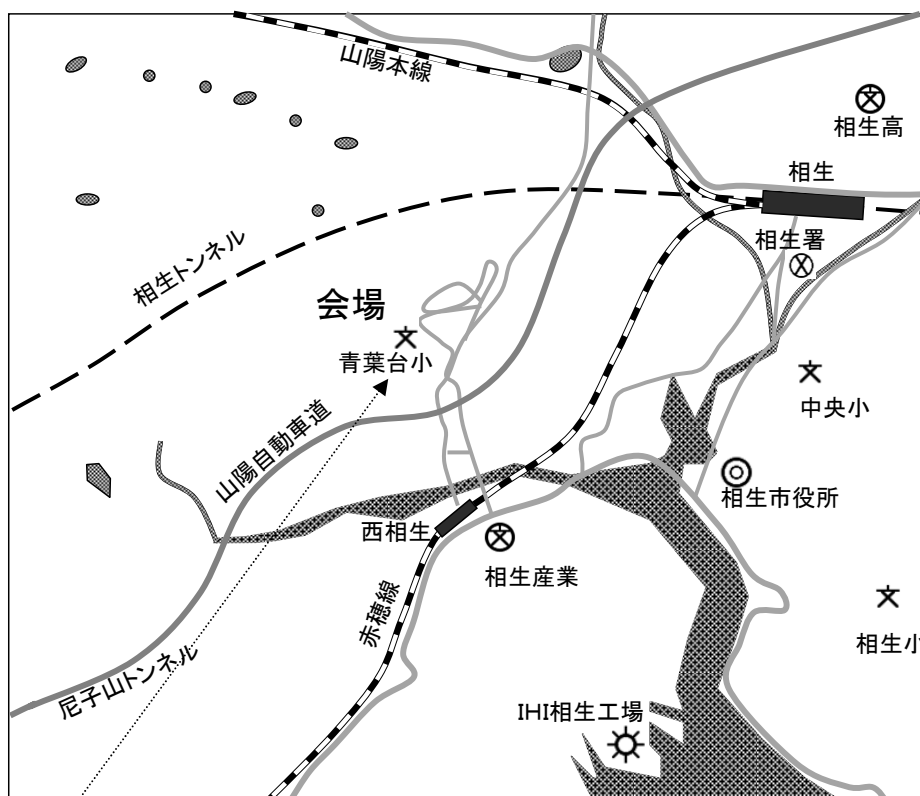 山陽本線
相生高
相生
相生署
相生トンネル
会場
青葉台小
中央小
山陽自動車道
相生市役所
西相生
相生産業
赤穂線
相生小
尼子山トンネル
IHI相生工場